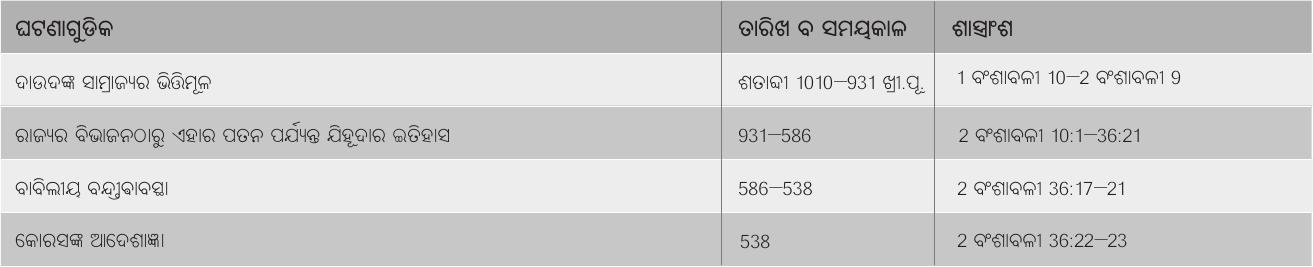 ଘଟଣାଗୁଡିକ ତାରିଖ ବ ସମୟକାଳ ଶାସ୍ତ୍ରାଂଶ
ଦାଉଦଙ୍କ ସାମ୍ରାଜ୍ୟର ଭିତ୍ତିମୂଳ ଶତାବ୍ଦୀ 1010—931 ଖ୍ରୀ.ପୂ. 1 ବଂଶାବଳୀ 10—2 ବଂଶାବଳୀ 9
ରାଜ୍ୟର ବିଭାଜନଠାରୁ ଏହାର ପତନ ପର୍ଯ୍ୟନ୍ତ ଯିହୂଦାର ଇତିହାସ 931—586 2 ବଂଶାବଳୀ 10:1—36:21
ବାବିଲୀୟ ବନ୍ଦୀତ୍ୱାବସ୍ଥା 586—538 2 ବଂଶାବଳୀ 36:17—21
କୋରସଙ୍କ ଆଦେଶାଜ୍ଞା 538 2 ବଂଶାବଳୀ 36:22—23